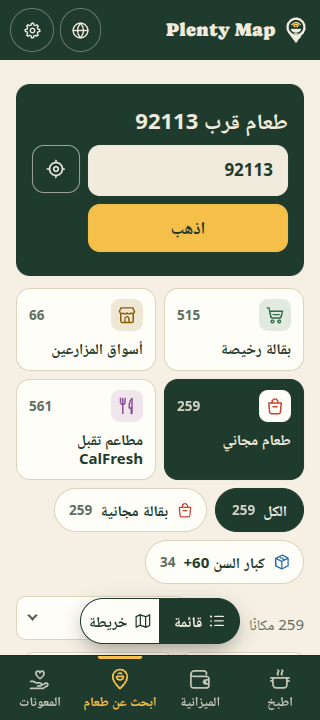 Plenty Map
طعام قرب 92113
92113
اذهب
بقالة رخيصة 515
أسواق المزارعين 66
طعام مجاني 259
مطاعم تقبل CalFresh 561
الكل 259
بقالة مجانية 259
كبار السن 60+ 34
259 مكانًا
قائمة
خريطة
اطبخ
الميزانية
ابحث عن طعام
المعونات